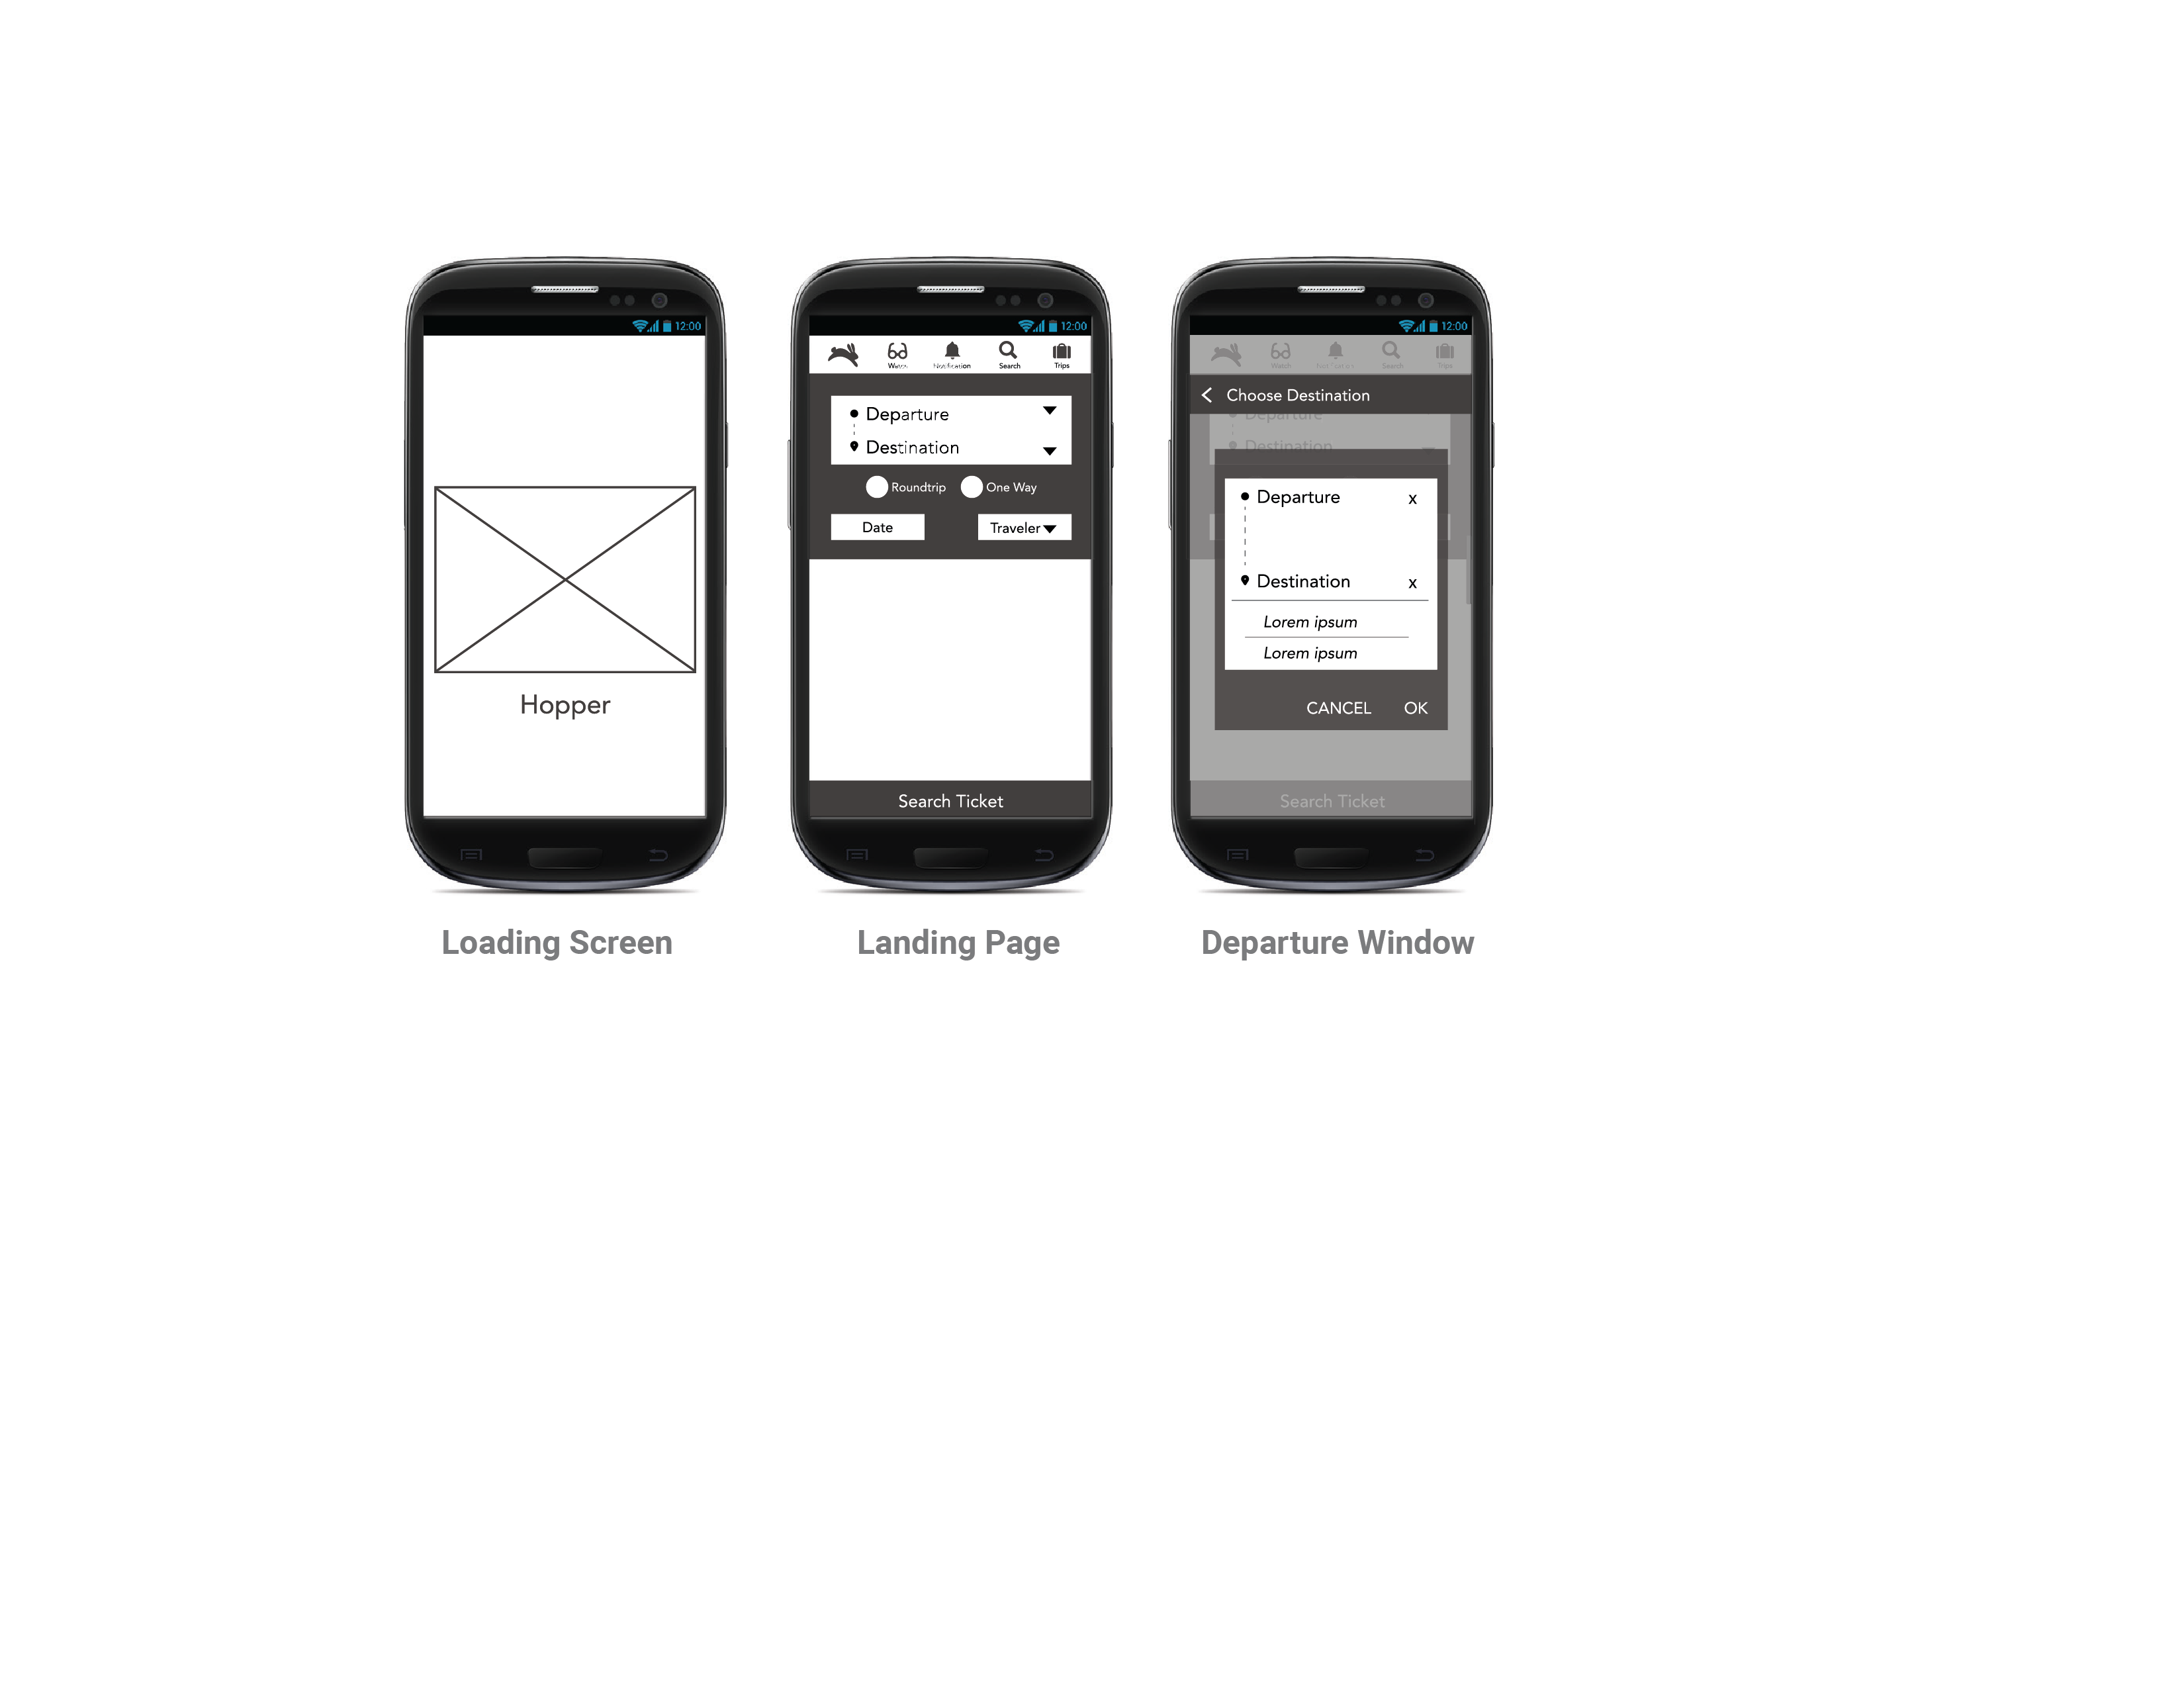 12:00
Hopper
Loading Screen
12:00
Watch Notification Search Trips
Departure
Destination
Roundtrip One Way
Date Traveler
Search Ticket
Landing Page
12:00
Watch Notification Search Trips
Choose Destination
Departure
Destination
Departure x
Destination x
Lorem ipsum
Lorem ipsum
CANCEL OK
Search Ticket
Departure Window